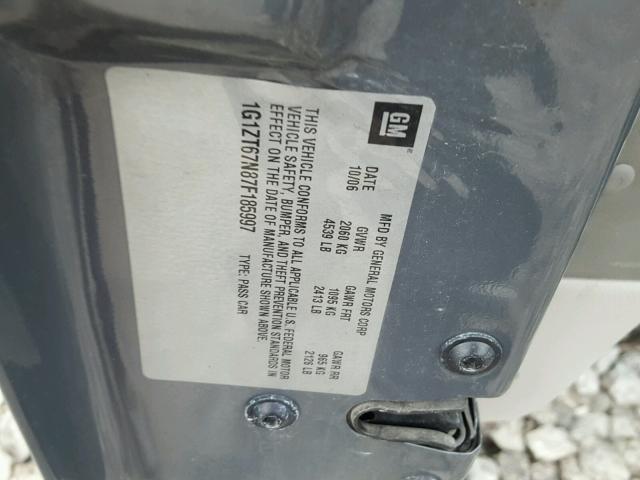 GM
MFD BY GENERAL MOTORS CORP
DATE GVWR GAWR FRT GAWR RR
10/06 2060 KG 1095 KG 965 KG
4539 LB 2413 LB 2126 LB
THIS VEHICLE CONFORMS TO ALL APPLICABLE U.S. FEDERAL MOTOR
VEHICLE SAFETY, BUMPER, AND THEFT PREVENTION STANDARDS IN
EFFECT ON THE DATE OF MANUFACTURE SHOWN ABOVE.
1G1ZT67N87F185997 TYPE: PASS CAR